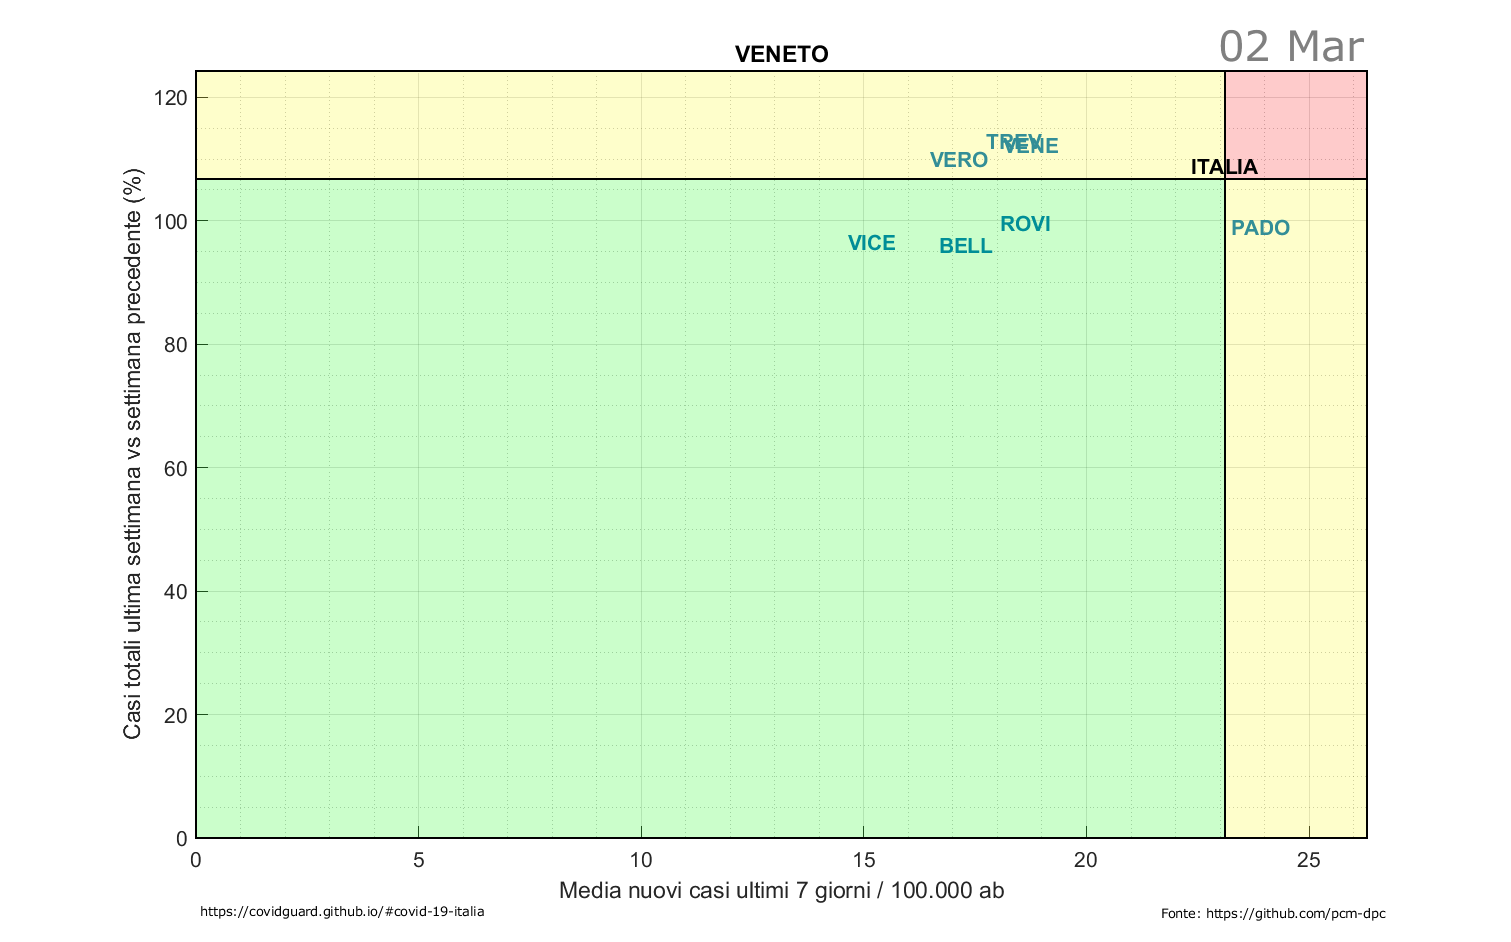 02 Mar
VENETO
Casi totali ultima settimana vs settimana precedente (%)
120
100
80
60
40
20
0
TREV
VENE
VERO
ITALIA
ROVI
PADO
VICE
BELL
0 5 10 15 20 25
Media nuovi casi ultimi 7 giorni / 100.000 ab
https://covidguard.github.io/#covid-19-italia
Fonte: https://github.com/pcm-dpc